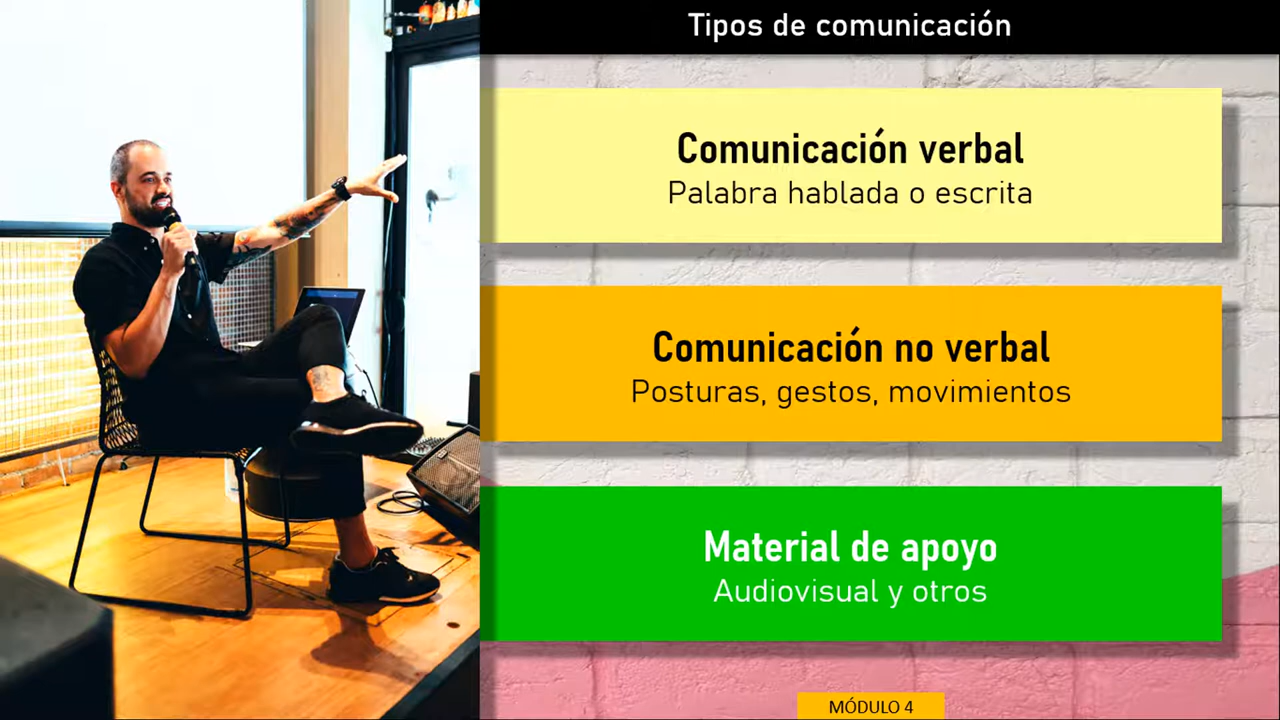 Tipos de comunicación
Comunicación verbal
Palabra hablada o escrita
Comunicación no verbal
Posturas, gestos, movimientos
Material de apoyo
Audiovisual y otros
MÓDULO 4